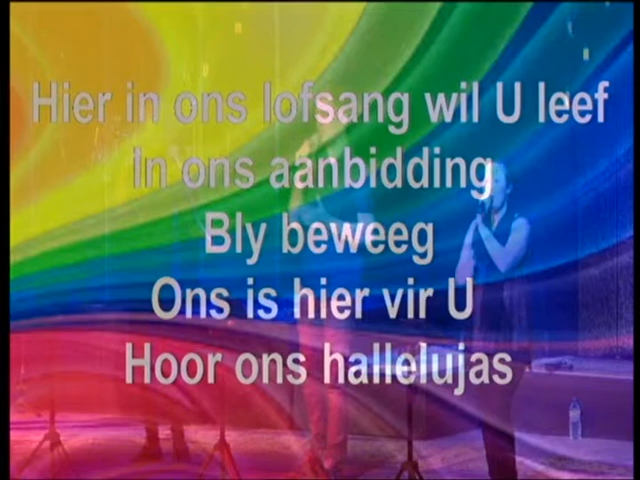 Hier in ons lofsang wil U leef
In ons aanbidding
Bly beweeg
Ons is hier vir U
Hoor ons hallelujas